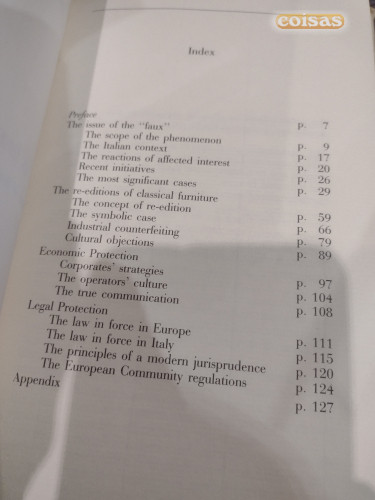 coisas
Index
Preface p. 7
The issue of the "faux"
The scope of the phenomenon p. 9
The Italian context p. 17
The reactions of affected interest p. 20
Recent initiatives p. 26
The most significant cases p. 29
The re-editions of classical furniture
The concept of re-edition p. 59
The symbolic case p. 66
Industrial counterfeiting p. 79
Cultural objections p. 89
Economic Protection
Corporates' strategies p. 97
The operators' culture p. 104
The true communication p. 108
Legal Protection
The law in force in Europe p. 111
The law in force in Italy p. 115
The principles of a modern jurisprudence p. 120
The European Community regulations p. 124
Appendix p. 127